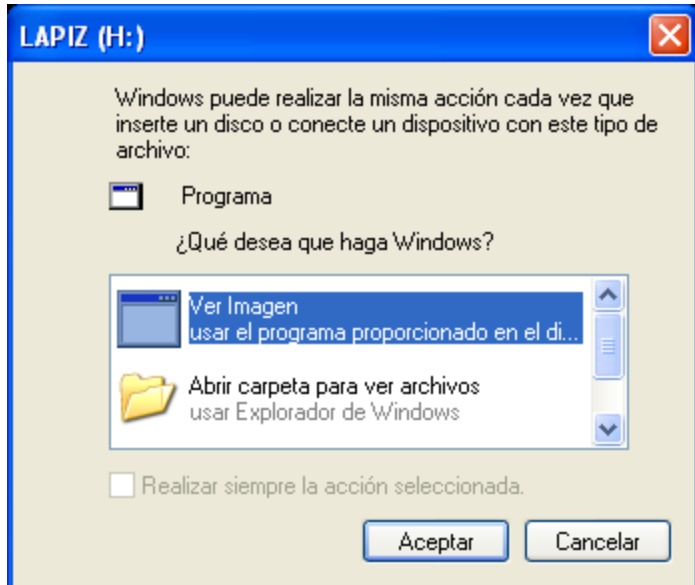 LAPIZ (H:)
Windows puede realizar la misma acción cada vez que
inserte un disco o conecte un dispositivo con este tipo de
archivo:
Programa
¿Qué desea que haga Windows?
Ver Imagen
usar el programa proporcionado en el di...
Abrir carpeta para ver archivos
usar Explorador de Windows
Realizar siempre la acción seleccionada.
Aceptar
Cancelar